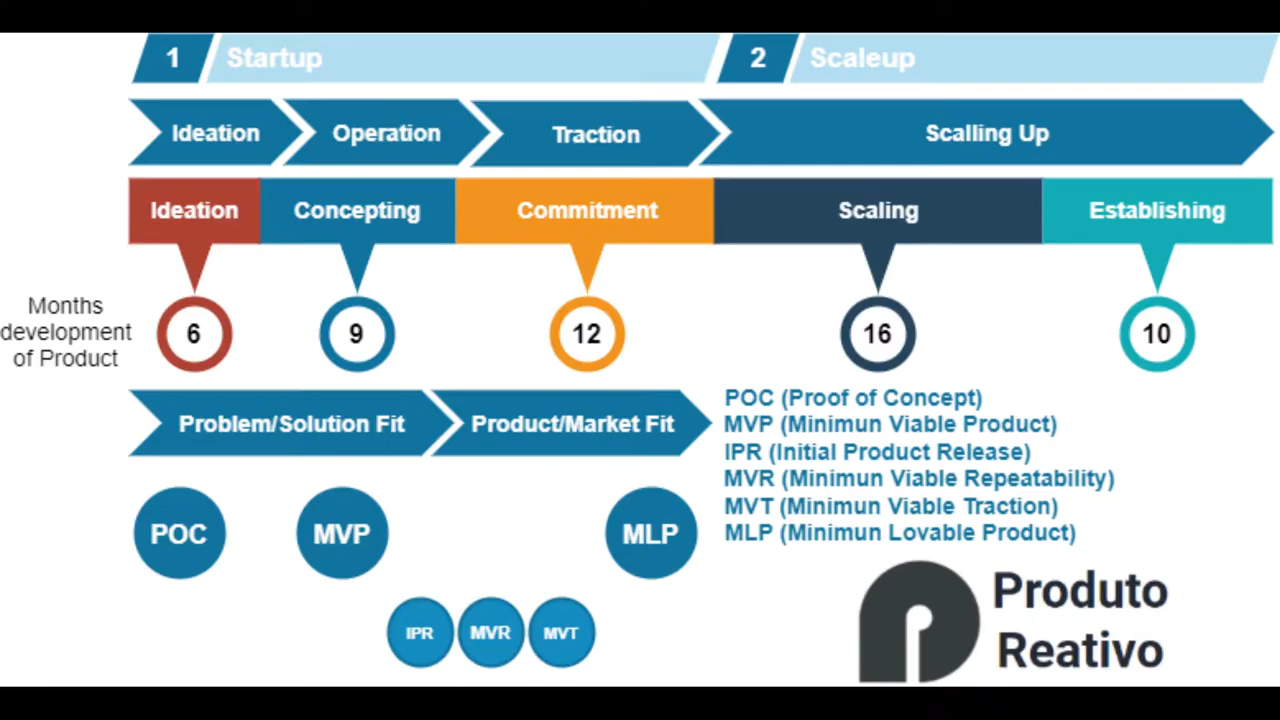 1 Startup 2 Scaleup
Ideation Operation Traction Scalling Up
Ideation Concepting Commitment Scaling Establishing
Months
development
of Product
6 9 12 16 10
Problem/Solution Fit Product/Market Fit
POC (Proof of Concept)
MVP (Minimun Viable Product)
IPR (Initial Product Release)
MVR (Minimun Viable Repeatability)
MVT (Minimun Viable Traction)
MLP (Minimun Lovable Product)
POC MVP MLP
IPR MVR MVT
Produto
Reativo